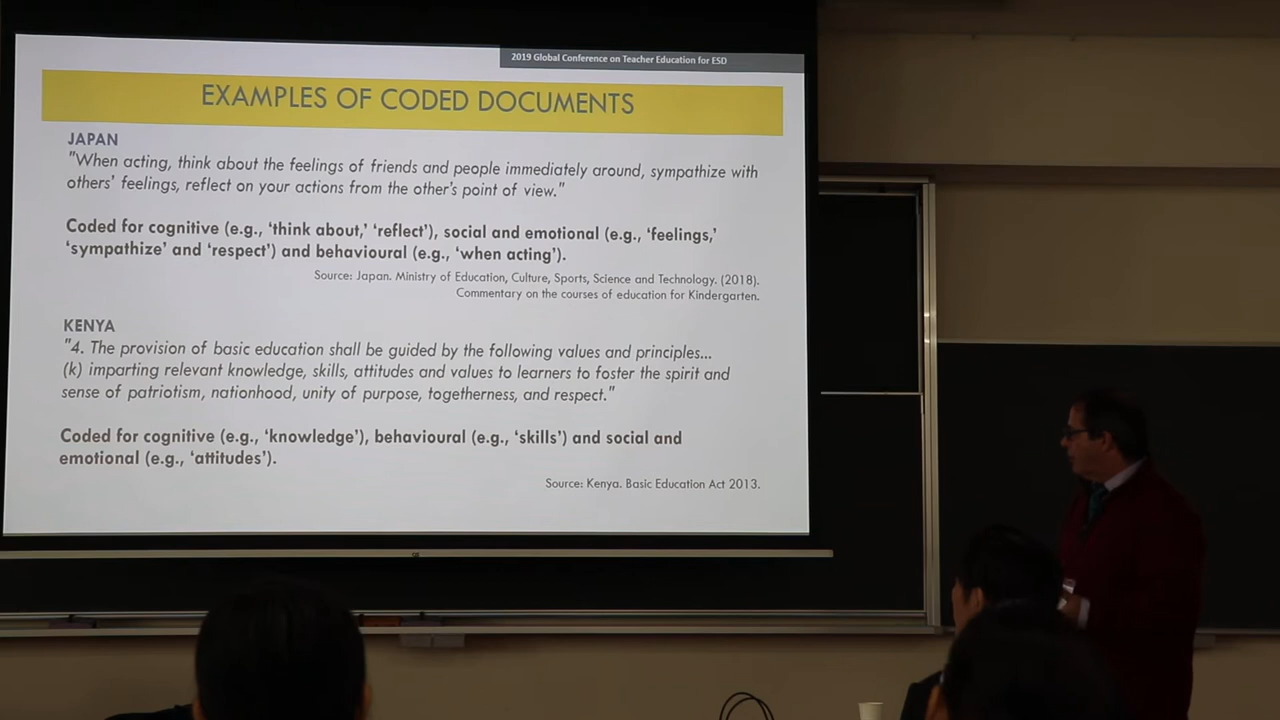 2019 Global Conference on Teacher Education for ESD
EXAMPLES OF CODED DOCUMENTS
JAPAN
"When acting, think about the feelings of friends and people immediately around, sympathize with
others' feelings, reflect on your actions from the other's point of view."
Coded for cognitive (e.g., 'think about,' 'reflect'), social and emotional (e.g., 'feelings,'
'sympathize' and 'respect') and behavioural (e.g., 'when acting').
Source: Japan. Ministry of Education, Culture, Sports, Science and Technology. (2018).
Commentary on the courses of education for Kindergarten.
KENYA
"4. The provision of basic education shall be guided by the following values and principles...
(k) imparting relevant knowledge, skills, attitudes and values to learners to foster the spirit and
sense of patriotism, nationhood, unity of purpose, togetherness, and respect."
Coded for cognitive (e.g., 'knowledge'), behavioural (e.g., 'skills') and social and
emotional (e.g., 'attitudes').
Source: Kenya. Basic Education Act 2013.